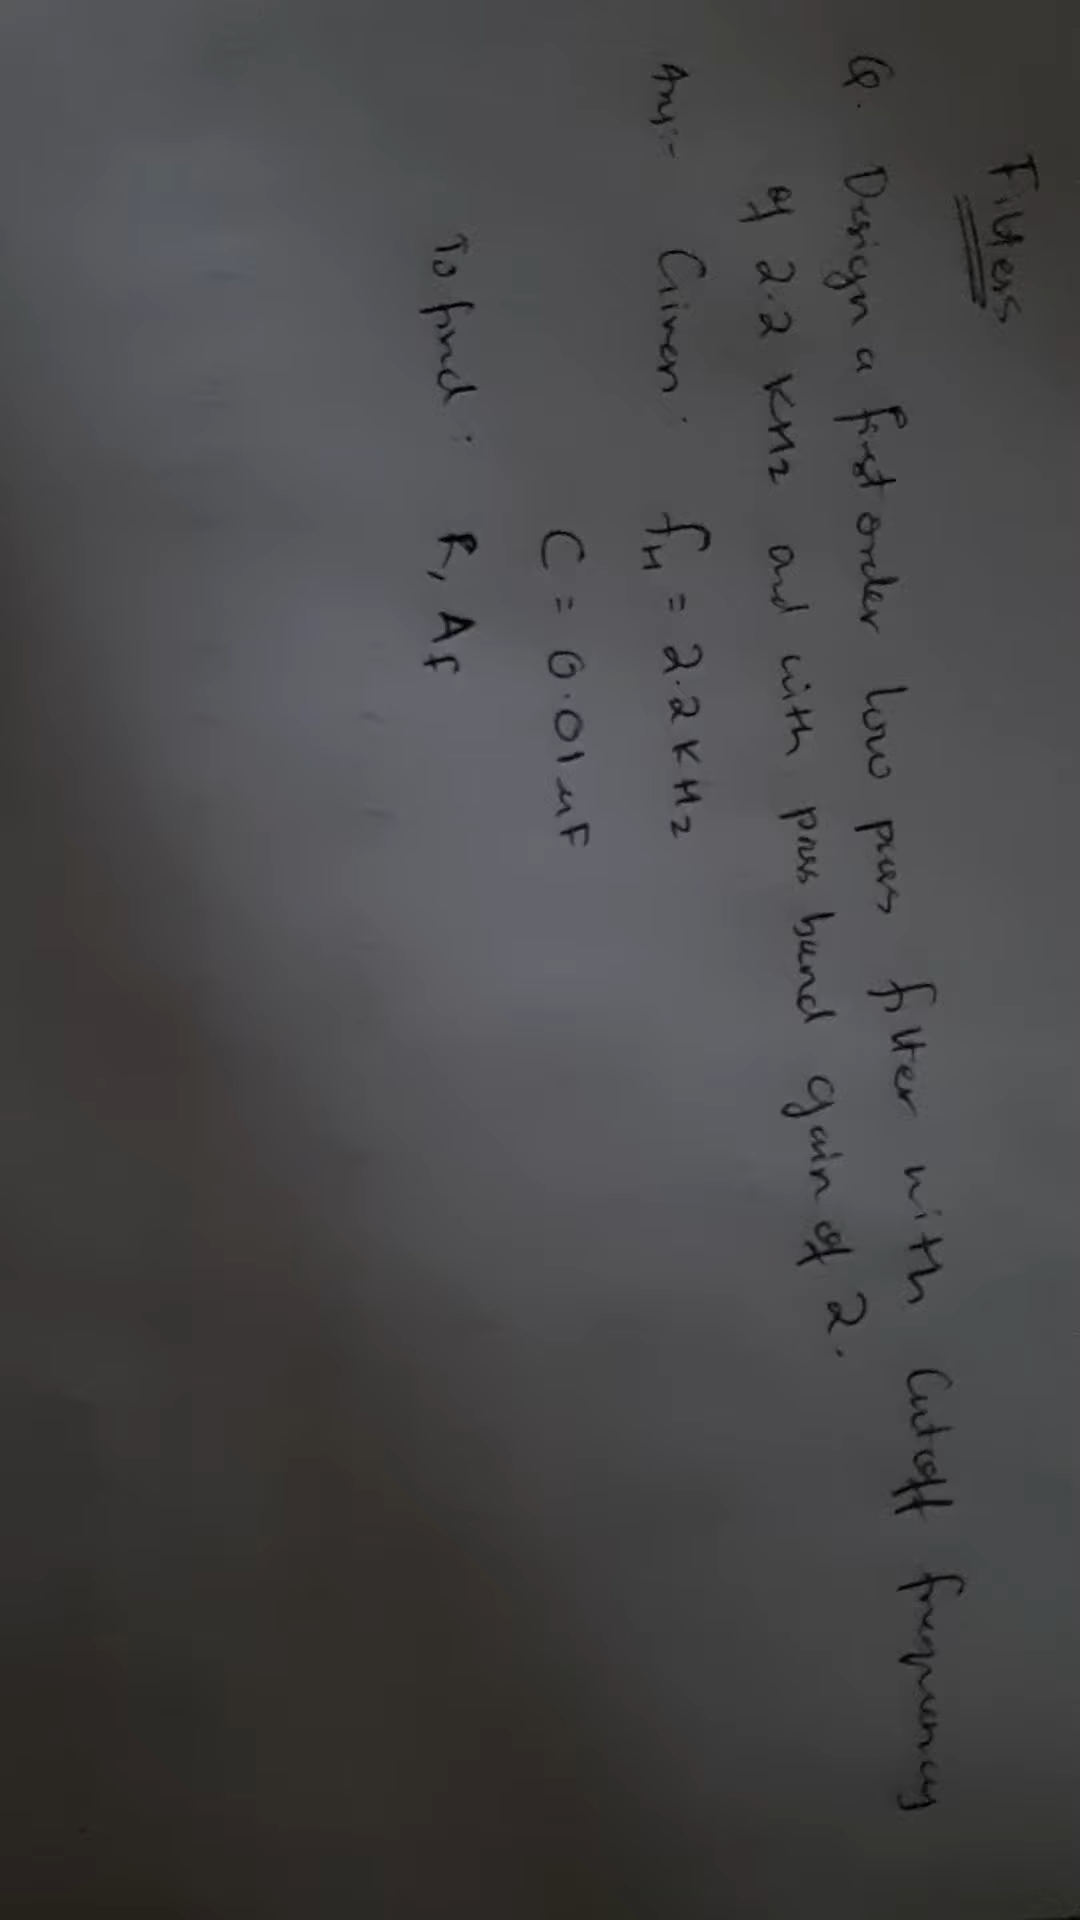 Filters
Q. Design a first order low pass filter with Cutoff frequency
of 2.2 KHz and with pass band gain of 2.
Ans:- Given: fH = 2.2 KHz
C = 0.01 μF
To find: R, AF